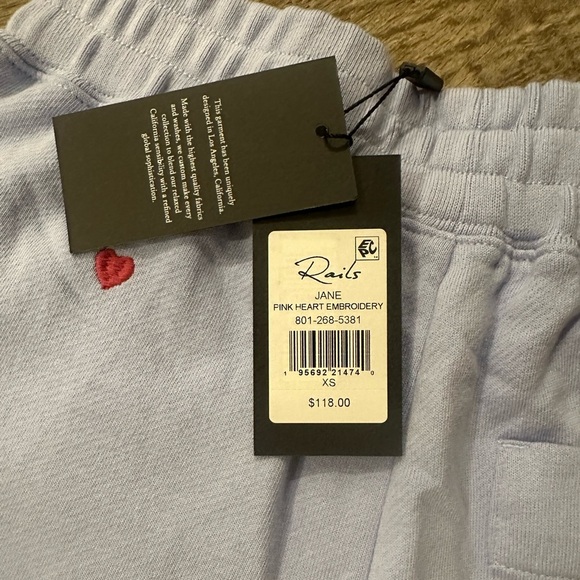 This garment has been uniquely
designed in Los Angeles, California.
Made with the highest quality fabrics
and washes, we custom make every
collection to blend our relaxed
California sensibility with a refined
global sophistication.
EPC
Rails
JANE
PINK HEART EMBROIDERY
801-268-5381
1 95692 21474 0
XS
$118.00